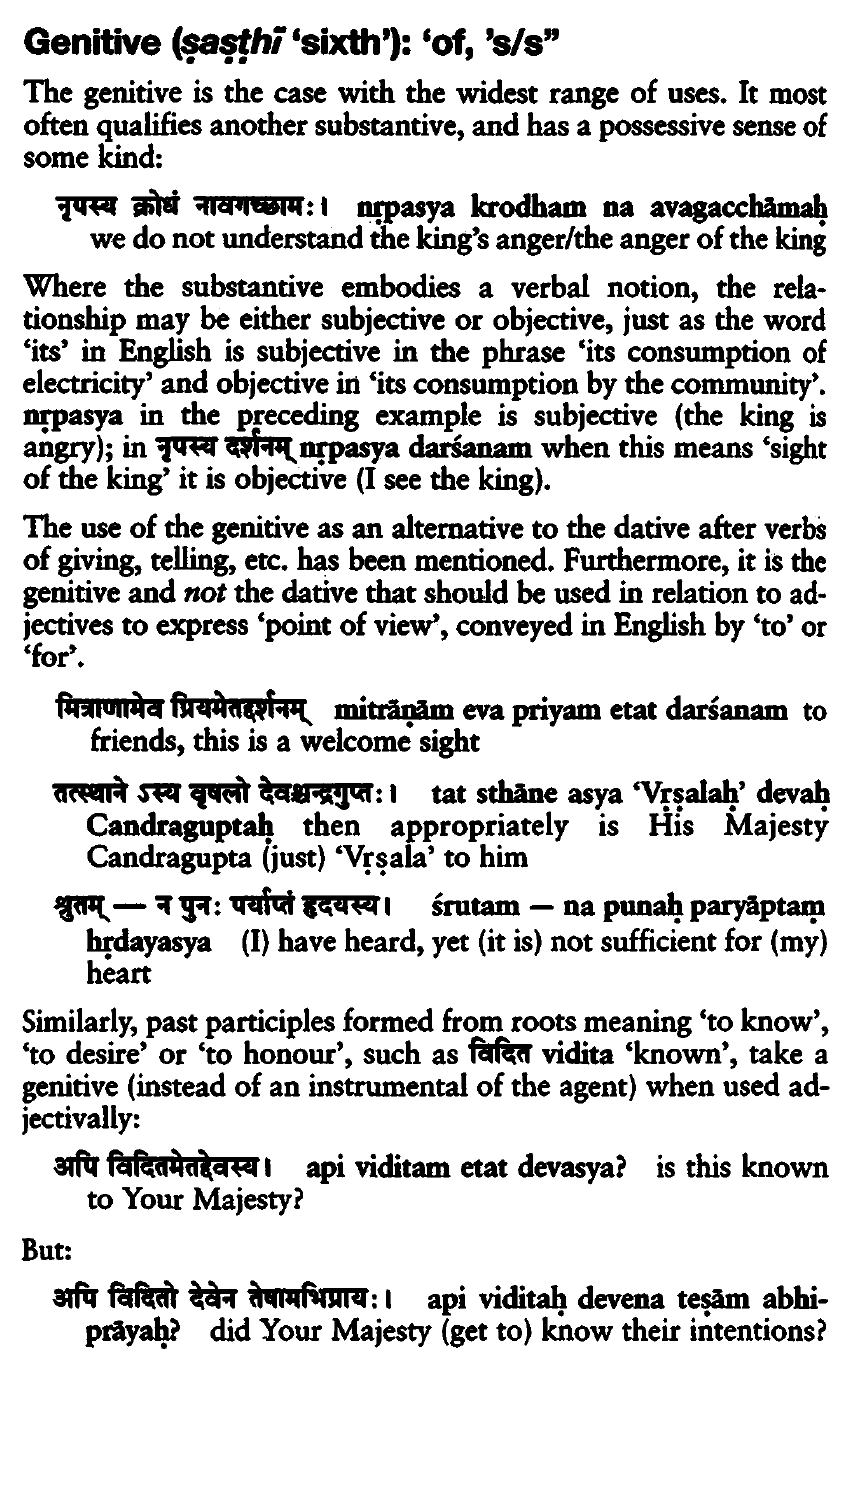 Genitive (ṣaṣṭhī ‘sixth’): ‘of, ’s/s’’
The genitive is the case with the widest range of uses. It most
often qualifies another substantive, and has a possessive sense of
some kind:
नृपस्य क्रोधं नावगच्छामः। nṛpasya krodham na avagacchāmaḥ
we do not understand the king’s anger/the anger of the king
Where the substantive embodies a verbal notion, the rela-
tionship may be either subjective or objective, just as the word
‘its’ in English is subjective in the phrase ‘its consumption of
electricity’ and objective in ‘its consumption by the community’.
nṛpasya in the preceding example is subjective (the king is
angry); in नृपस्य दर्शनम् nṛpasya darśanam when this means ‘sight
of the king’ it is objective (I see the king).
The use of the genitive as an alternative to the dative after verbs
of giving, telling, etc. has been mentioned. Furthermore, it is the
genitive and not the dative that should be used in relation to ad-
jectives to express ‘point of view’, conveyed in English by ‘to’ or
‘for’.
मित्राणामेव प्रियमेतद्दर्शनम् mitrāṇām eva priyam etat darśanam to
friends, this is a welcome sight
तत्स्थाने ऽस्य वृषलो देवश्चन्द्रगुप्तः। tat sthāne asya ‘Vṛṣalaḥ’ devaḥ
Candraguptaḥ then appropriately is His Majesty
Candragupta (just) ‘Vṛṣala’ to him
श्रुतम् — न पुनः पर्याप्तं हृदयस्य। śrutam — na punaḥ paryāptaṃ
hṛdayasya (I) have heard, yet (it is) not sufficient for (my)
heart
Similarly, past participles formed from roots meaning ‘to know’,
‘to desire’ or ‘to honour’, such as विदित vidita ‘known’, take a
genitive (instead of an instrumental of the agent) when used ad-
jectivally:
अपि विदितमेतद्देवस्य। api viditam etat devasya? is this known
to Your Majesty?
But:
अपि विदितो देवेन तेषामभिप्रायः। api viditaḥ devena teṣām abhi-
prāyaḥ? did Your Majesty (get to) know their intentions?